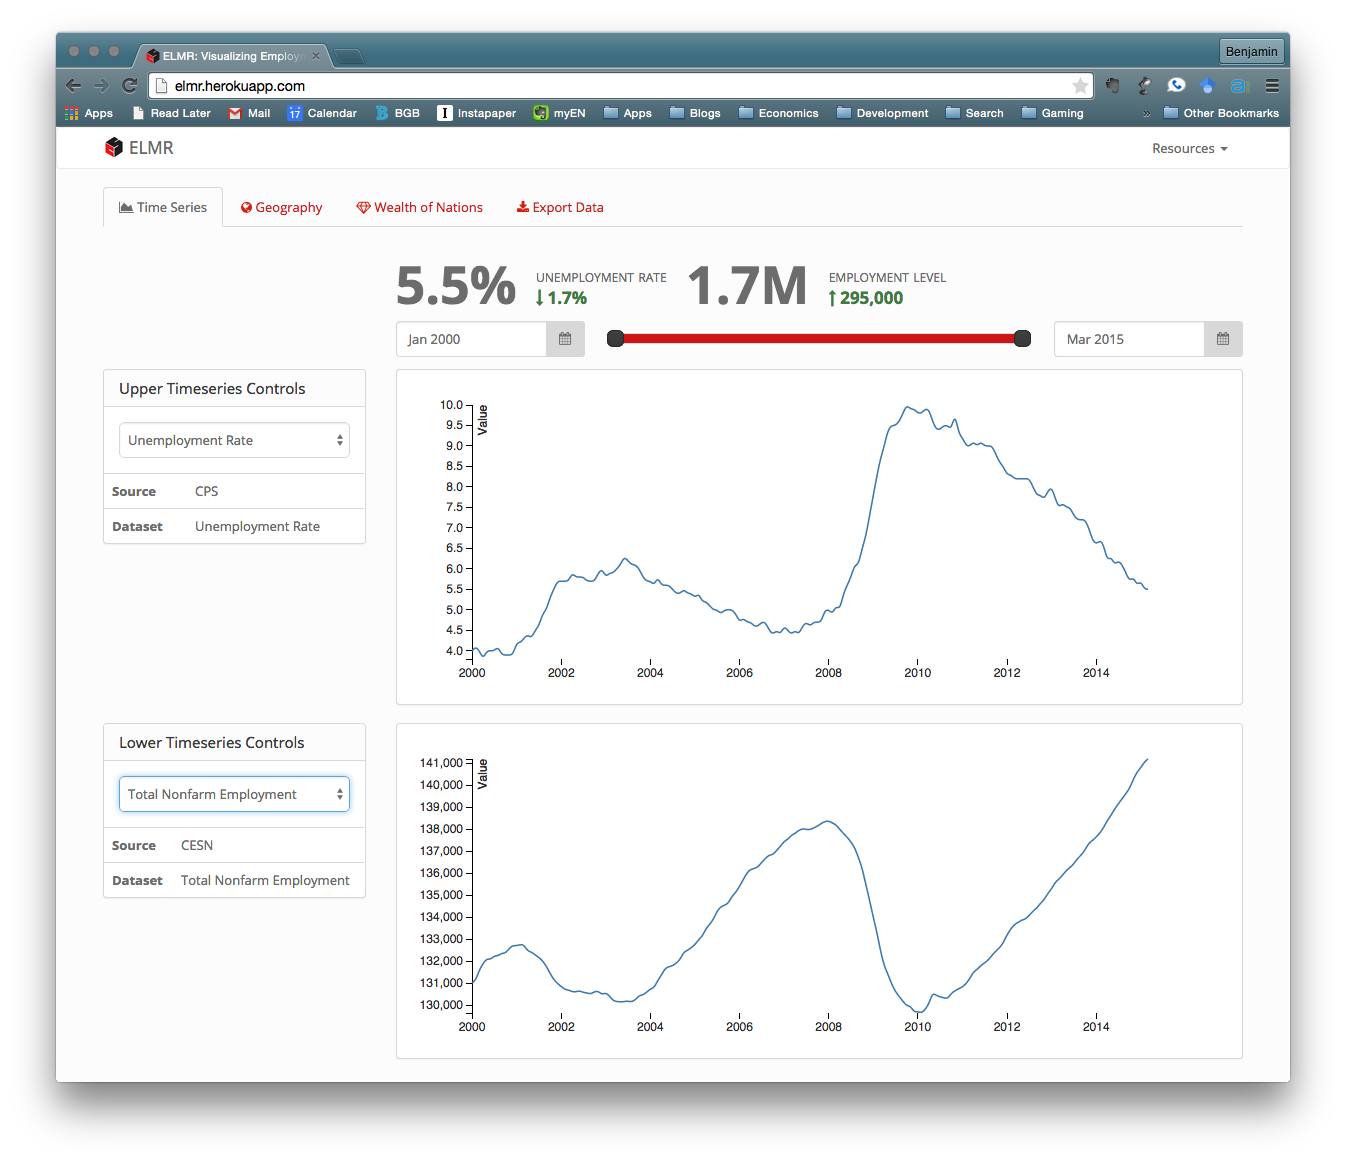 ELMR: Visualizing Employm
Benjamin
elmr.herokuapp.com
Apps Read Later Mail 17 Calendar BGB Instapaper myEN Apps Blogs Economics Development Search Gaming » Other Bookmarks
ELMR
Resources
Time Series Geography Wealth of Nations Export Data
5.5% UNEMPLOYMENT RATE 1.7M EMPLOYMENT LEVEL
↓1.7% ↑295,000
Jan 2000 Mar 2015
Upper Timeseries Controls
Unemployment Rate
Source CPS
Dataset Unemployment Rate
Value
10.0
9.5
9.0
8.5
8.0
7.5
7.0
6.5
6.0
5.5
5.0
4.5
4.0
2000 2002 2004 2006 2008 2010 2012 2014
Lower Timeseries Controls
Total Nonfarm Employment
Source CESN
Dataset Total Nonfarm Employment
Value
141,000
140,000
139,000
138,000
137,000
136,000
135,000
134,000
133,000
132,000
131,000
130,000
2000 2002 2004 2006 2008 2010 2012 2014